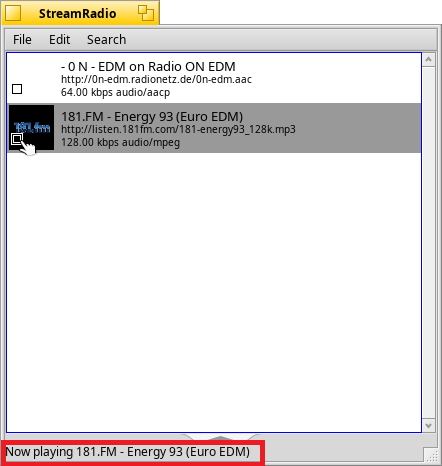 StreamRadio
File Edit Search
- 0 N - EDM on Radio ON EDM
http://0n-edm.radionetz.de/0n-edm.aac
64.00 kbps audio/aacp
181.fm
181.FM - Energy 93 (Euro EDM)
http://listen.181fm.com/181-energy93_128k.mp3
128.00 kbps audio/mpeg
Now playing 181.FM - Energy 93 (Euro EDM)